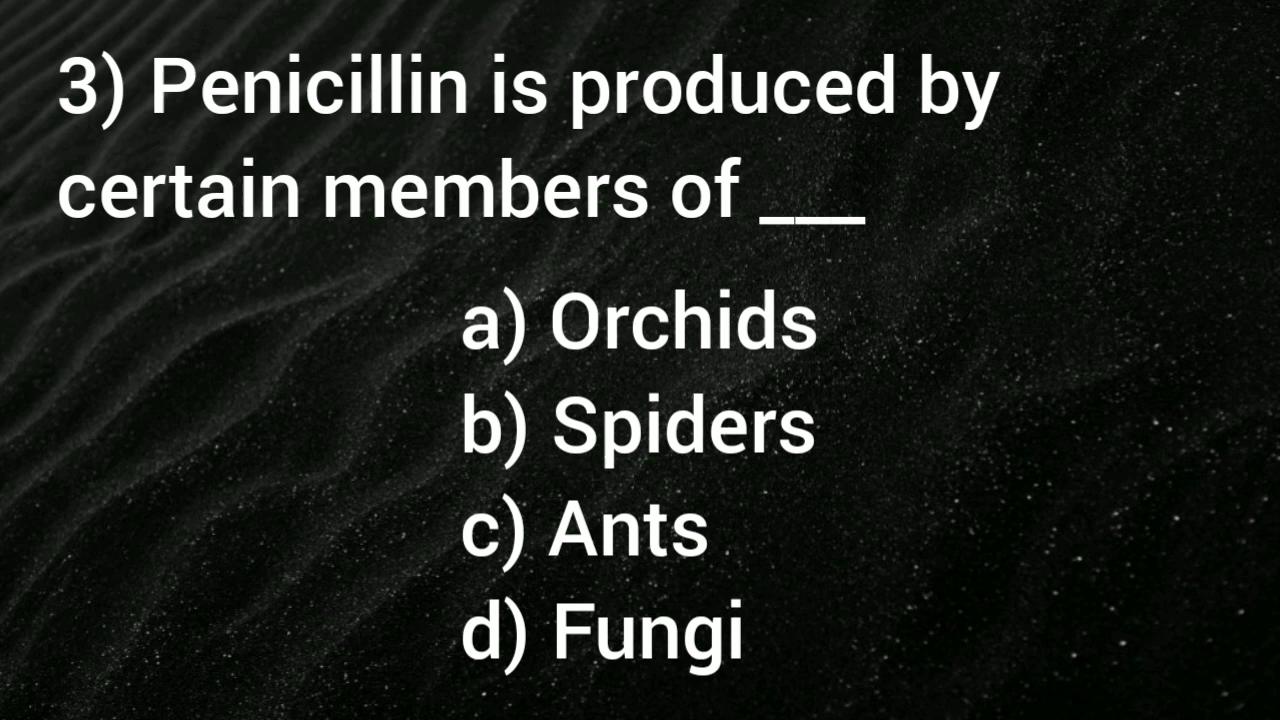 3) Penicillin is produced by
certain members of ___
a) Orchids
b) Spiders
c) Ants
d) Fungi